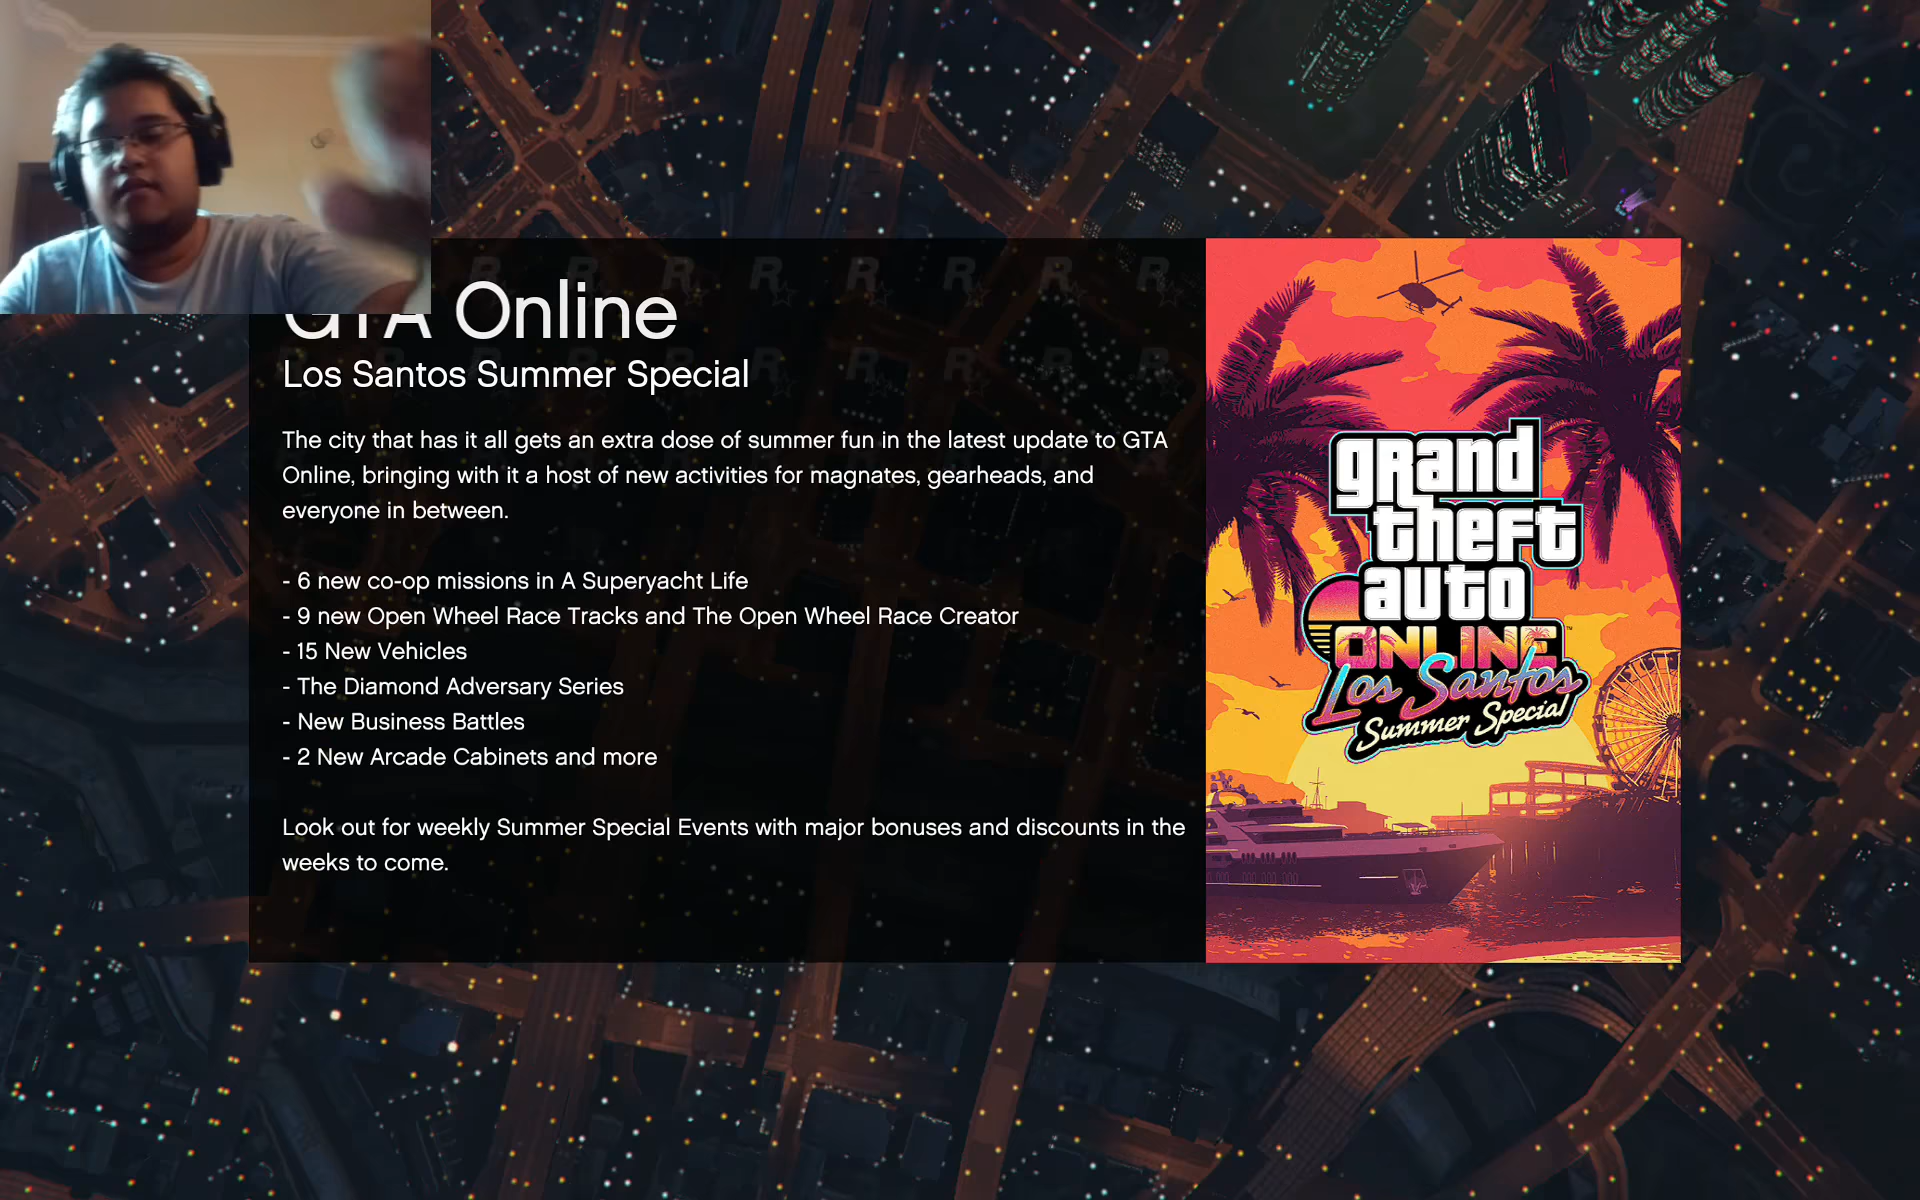 GTA Online
Los Santos Summer Special
The city that has it all gets an extra dose of summer fun in the latest update to GTA
Online, bringing with it a host of new activities for magnates, gearheads, and
everyone in between.
- 6 new co-op missions in A Superyacht Life
- 9 new Open Wheel Race Tracks and The Open Wheel Race Creator
- 15 New Vehicles
- The Diamond Adversary Series
- New Business Battles
- 2 New Arcade Cabinets and more
Look out for weekly Summer Special Events with major bonuses and discounts in the
weeks to come.
grand
theft
auto
ONLINE
Los Santos
Summer Special